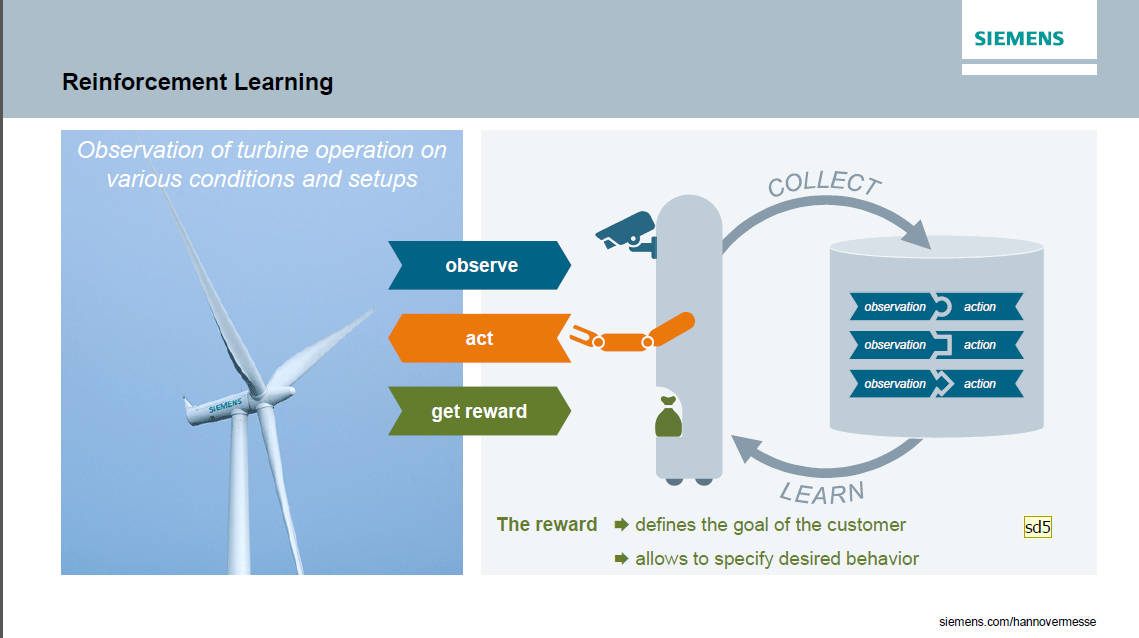 SIEMENS
Reinforcement Learning
Observation of turbine operation on
various conditions and setups
SIEMENS
observe
act
get reward
COLLECT
observation action
observation action
observation action
LEARN
The reward defines the goal of the customer
allows to specify desired behavior
sd5
siemens.com/hannovermesse